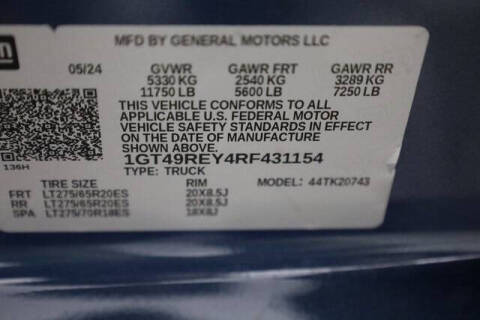 gm
MFD BY GENERAL MOTORS LLC
05/24 GVWR GAWR FRT GAWR RR
5330 KG 2540 KG 3289 KG
11750 LB 5600 LB 7250 LB
THIS VEHICLE CONFORMS TO ALL
APPLICABLE U.S. FEDERAL MOTOR
VEHICLE SAFETY STANDARDS IN EFFECT
ON THE DATE OF MANUFACTURE
SHOWN ABOVE.
136H
1GT49REY4RF431154
TYPE: TRUCK MODEL: 44TK20743
TIRE SIZE RIM
FRT LT275/65R20ES 20X8.5J
RR LT275/65R20ES 20X8.5J
SPA LT275/70R18ES 18X8J